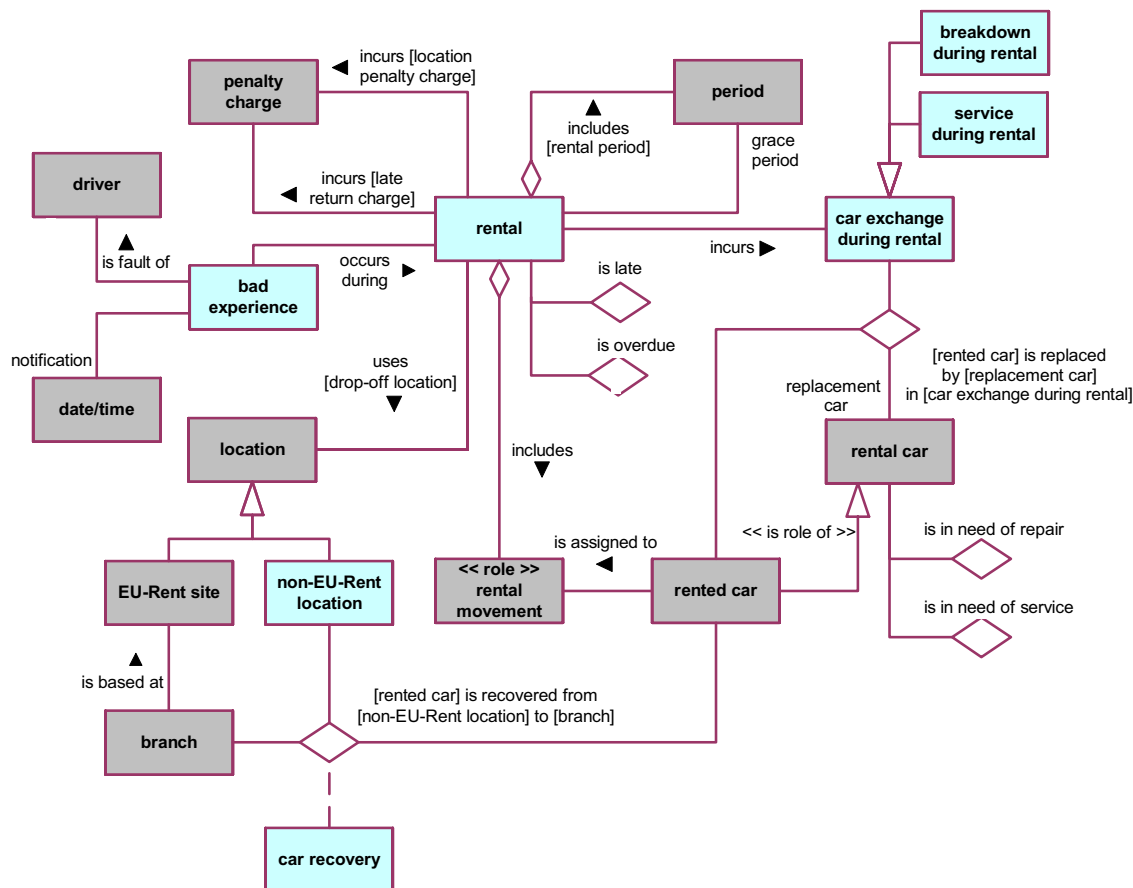 breakdown
during rental
incurs [location
penalty charge]
penalty
charge
period
includes
[rental period]
grace
period
service
during rental
driver
incurs [late
return charge]
rental
car exchange
during rental
is fault of
occurs
during
incurs
bad
experience
is late
notification
uses
[drop-off location]
is overdue
[rented car] is replaced
by [replacement car]
in [car exchange during rental]
replacement
car
date/time
location
includes
rental car
is assigned to
<< is role of >>
is in need of repair
EU-Rent site
non-EU-Rent
location
<< role >>
rental
movement
rented car
is in need of service
is based at
[rented car] is recovered from
[non-EU-Rent location] to [branch]
branch
car recovery